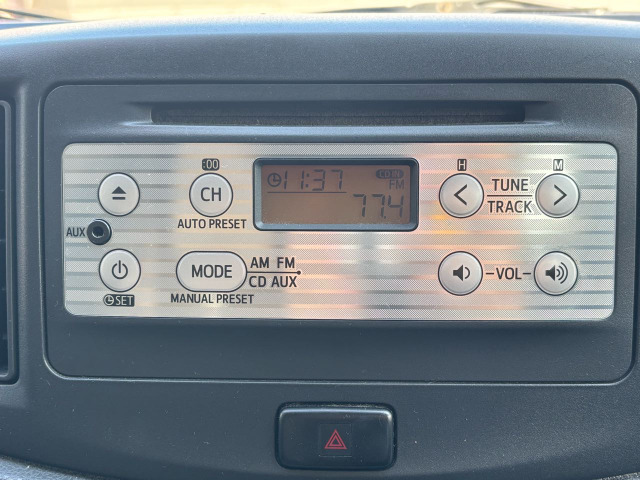 :00
H
M
CH
11:37
CD IN
FM
77.4
TUNE
TRACK
AUTO PRESET
AUX
MODE
AM FM
CD AUX
-VOL-
SET
MANUAL PRESET